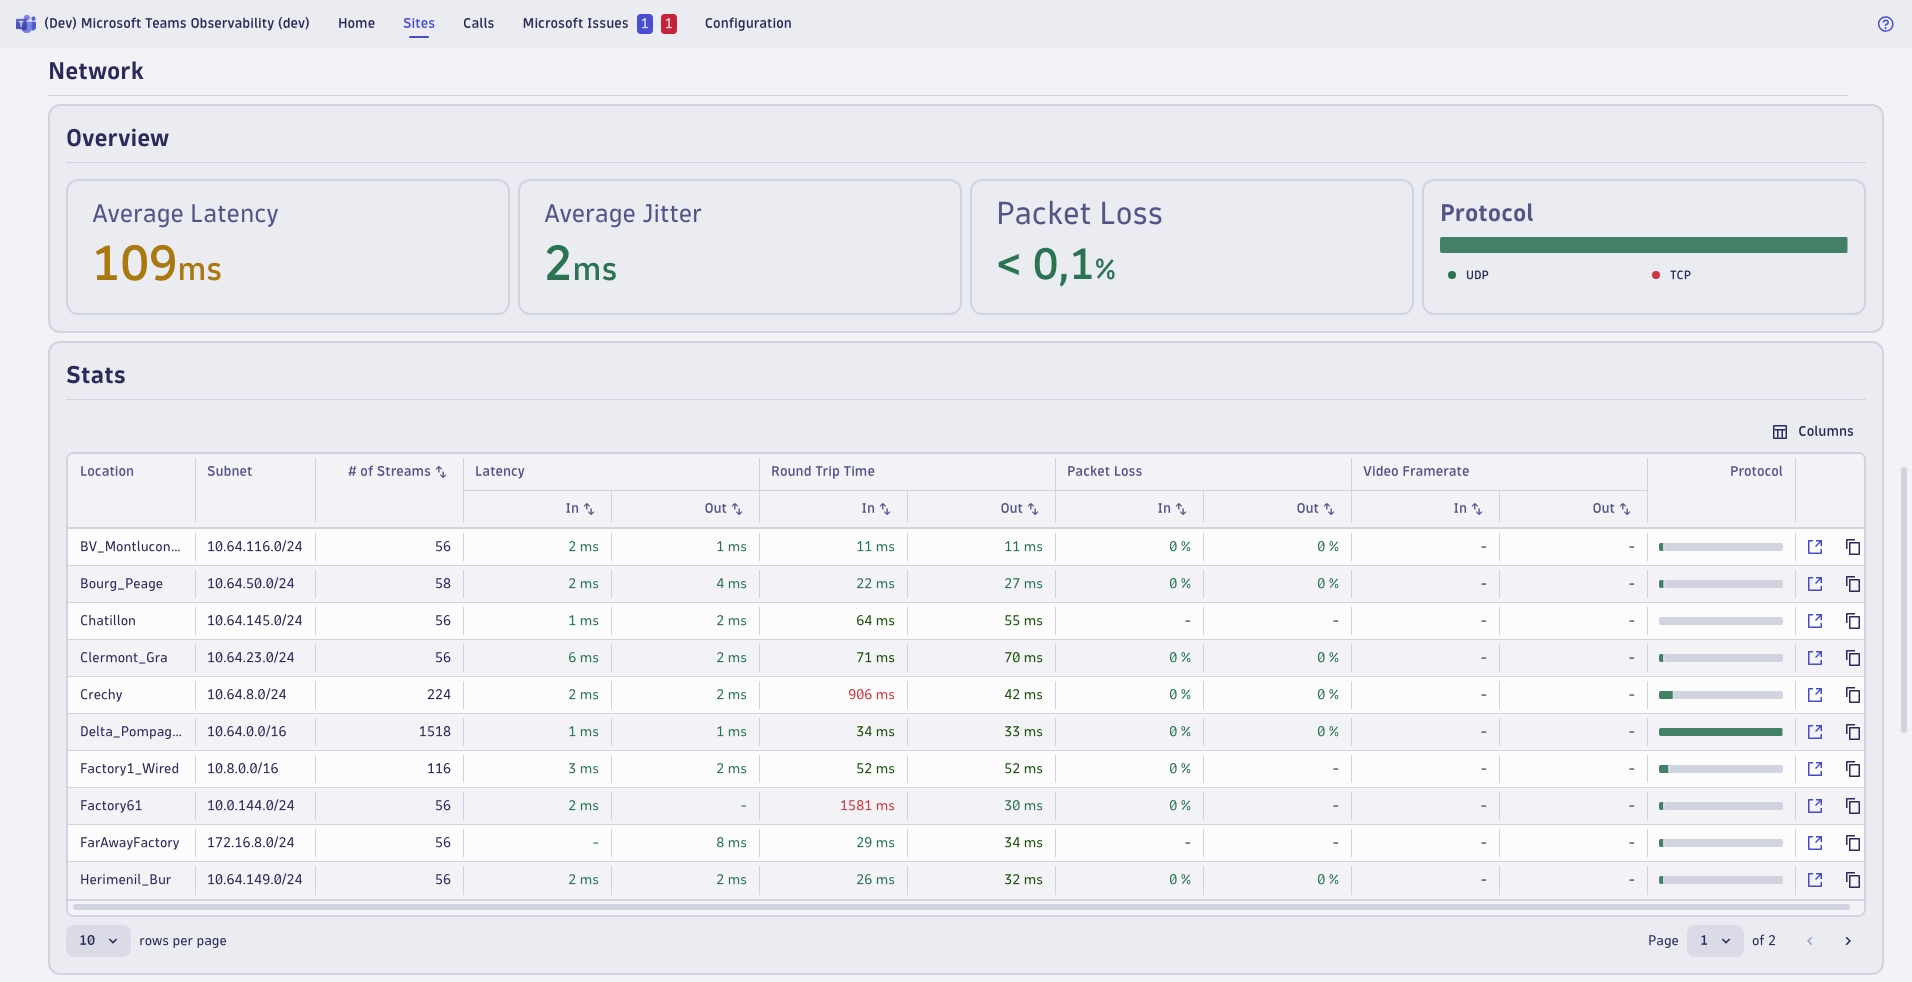 (Dev) Microsoft Teams Observability (dev) Home Sites Calls Microsoft Issues 1 1 Configuration
Network
Overview
Average Latency
109ms
Average Jitter
2ms
Packet Loss
< 0,1%
Protocol
UDP TCP
Stats
Columns
Location Subnet # of Streams Latency Round Trip Time Packet Loss Video Framerate Protocol
In Out In Out In Out In Out
BV_Montlucon... 10.64.116.0/24 56 2 ms 1 ms 11 ms 11 ms 0 % 0 % - -
Bourg_Peage 10.64.50.0/24 58 2 ms 4 ms 22 ms 27 ms 0 % 0 % - -
Chatillon 10.64.145.0/24 56 1 ms 2 ms 64 ms 55 ms - - - -
Clermont_Gra 10.64.23.0/24 56 6 ms 2 ms 71 ms 70 ms 0 % 0 % - -
Crechy 10.64.8.0/24 224 2 ms 2 ms 906 ms 42 ms 0 % 0 % - -
Delta_Pompag... 10.64.0.0/16 1518 1 ms 1 ms 34 ms 33 ms 0 % 0 % - -
Factory1_Wired 10.8.0.0/16 116 3 ms 2 ms 52 ms 52 ms 0 % - - -
Factory61 10.0.144.0/24 56 2 ms - 1581 ms 30 ms 0 % - - -
FarAwayFactory 172.16.8.0/24 56 - 8 ms 29 ms 34 ms - - - -
Herimenil_Bur 10.64.149.0/24 56 2 ms 2 ms 26 ms 32 ms 0 % 0 % - -
10 rows per page Page 1 of 2